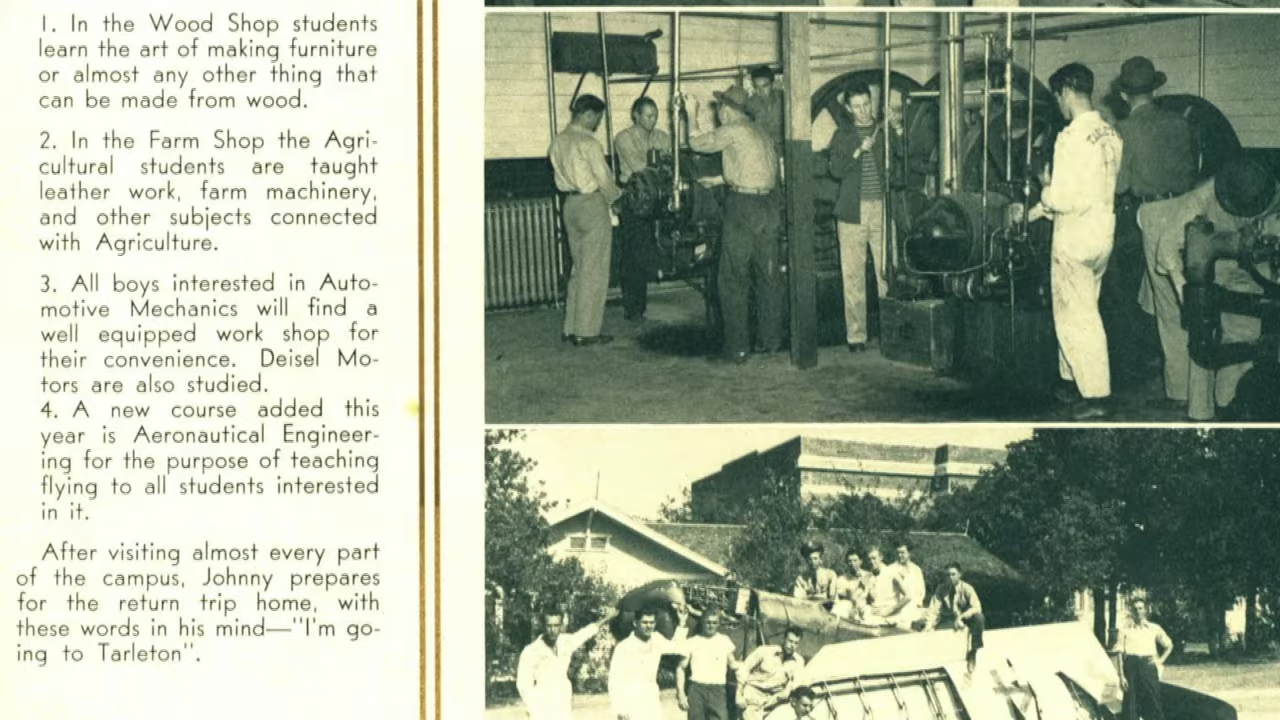 1. In the Wood Shop students
learn the art of making furniture
or almost any other thing that
can be made from wood.
2. In the Farm Shop the Agri-
cultural students are taught
leather work, farm machinery,
and other subjects connected
with Agriculture.
3. All boys interested in Auto-
motive Mechanics will find a
well equipped work shop for
their convenience. Deisel Mo-
tors are also studied.
4. A new course added this
year is Aeronautical Engineer-
ing for the purpose of teaching
flying to all students interested
in it.
After visiting almost every part
of the campus, Johnny prepares
for the return trip home, with
these words in his mind—"I'm go-
ing to Tarleton".